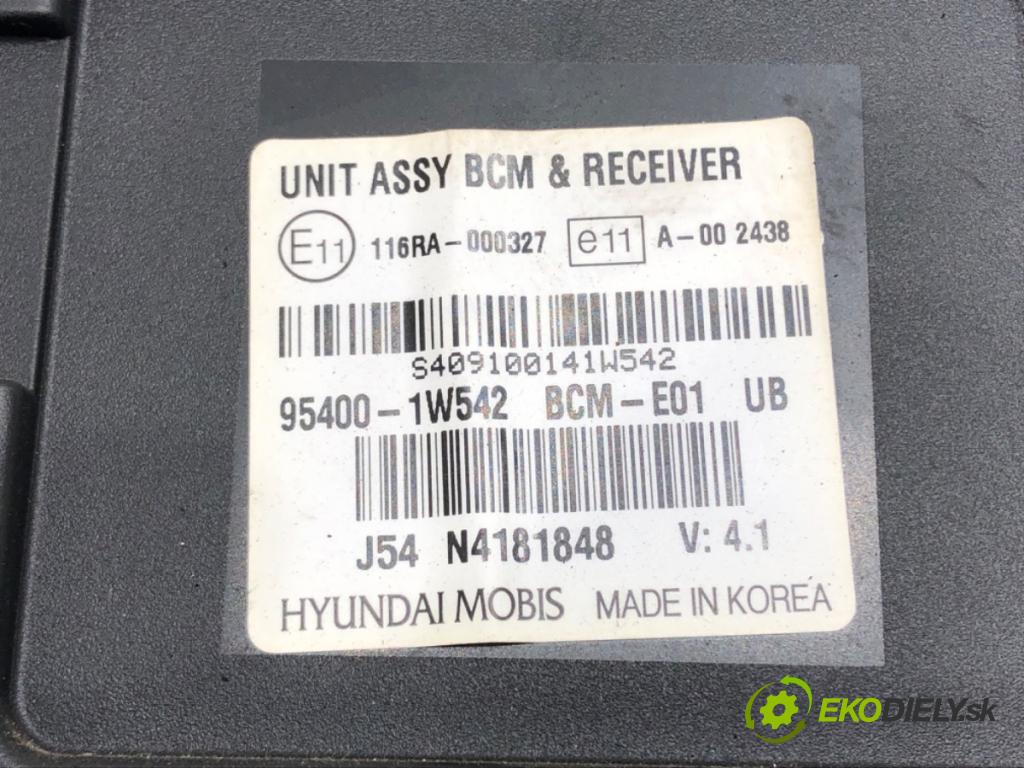 UNIT ASSY BCM & RECEIVER
E11 116RA-000327 e11 A-00 2438
S409100141W542
95400-1W542 BCM-E01 UB
J54 N4181848 V: 4.1
HYUNDAI MOBIS MADE IN KOREA
EKODIELY.sk